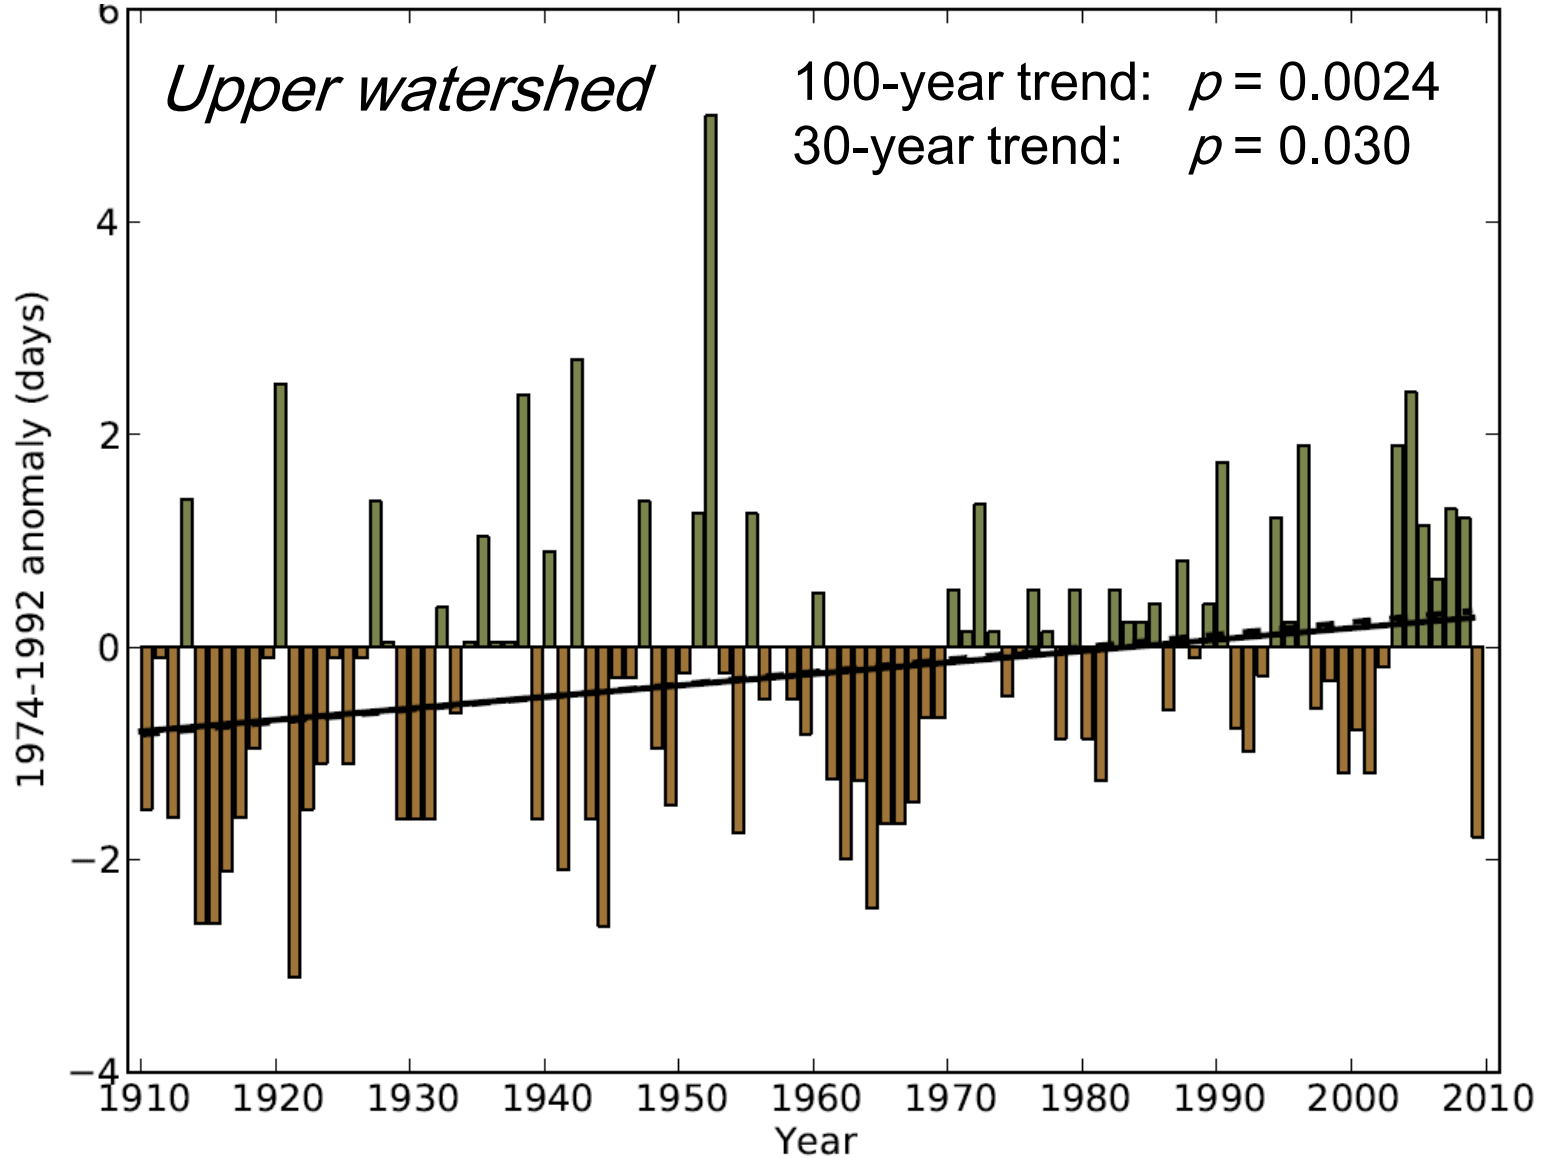 Upper watershed
100-year trend: p = 0.0024
30-year trend: p = 0.030
1974-1992 anomaly (days)
6
4
2
0
−2
−4
1910 1920 1930 1940 1950 1960 1970 1980 1990 2000 2010
Year